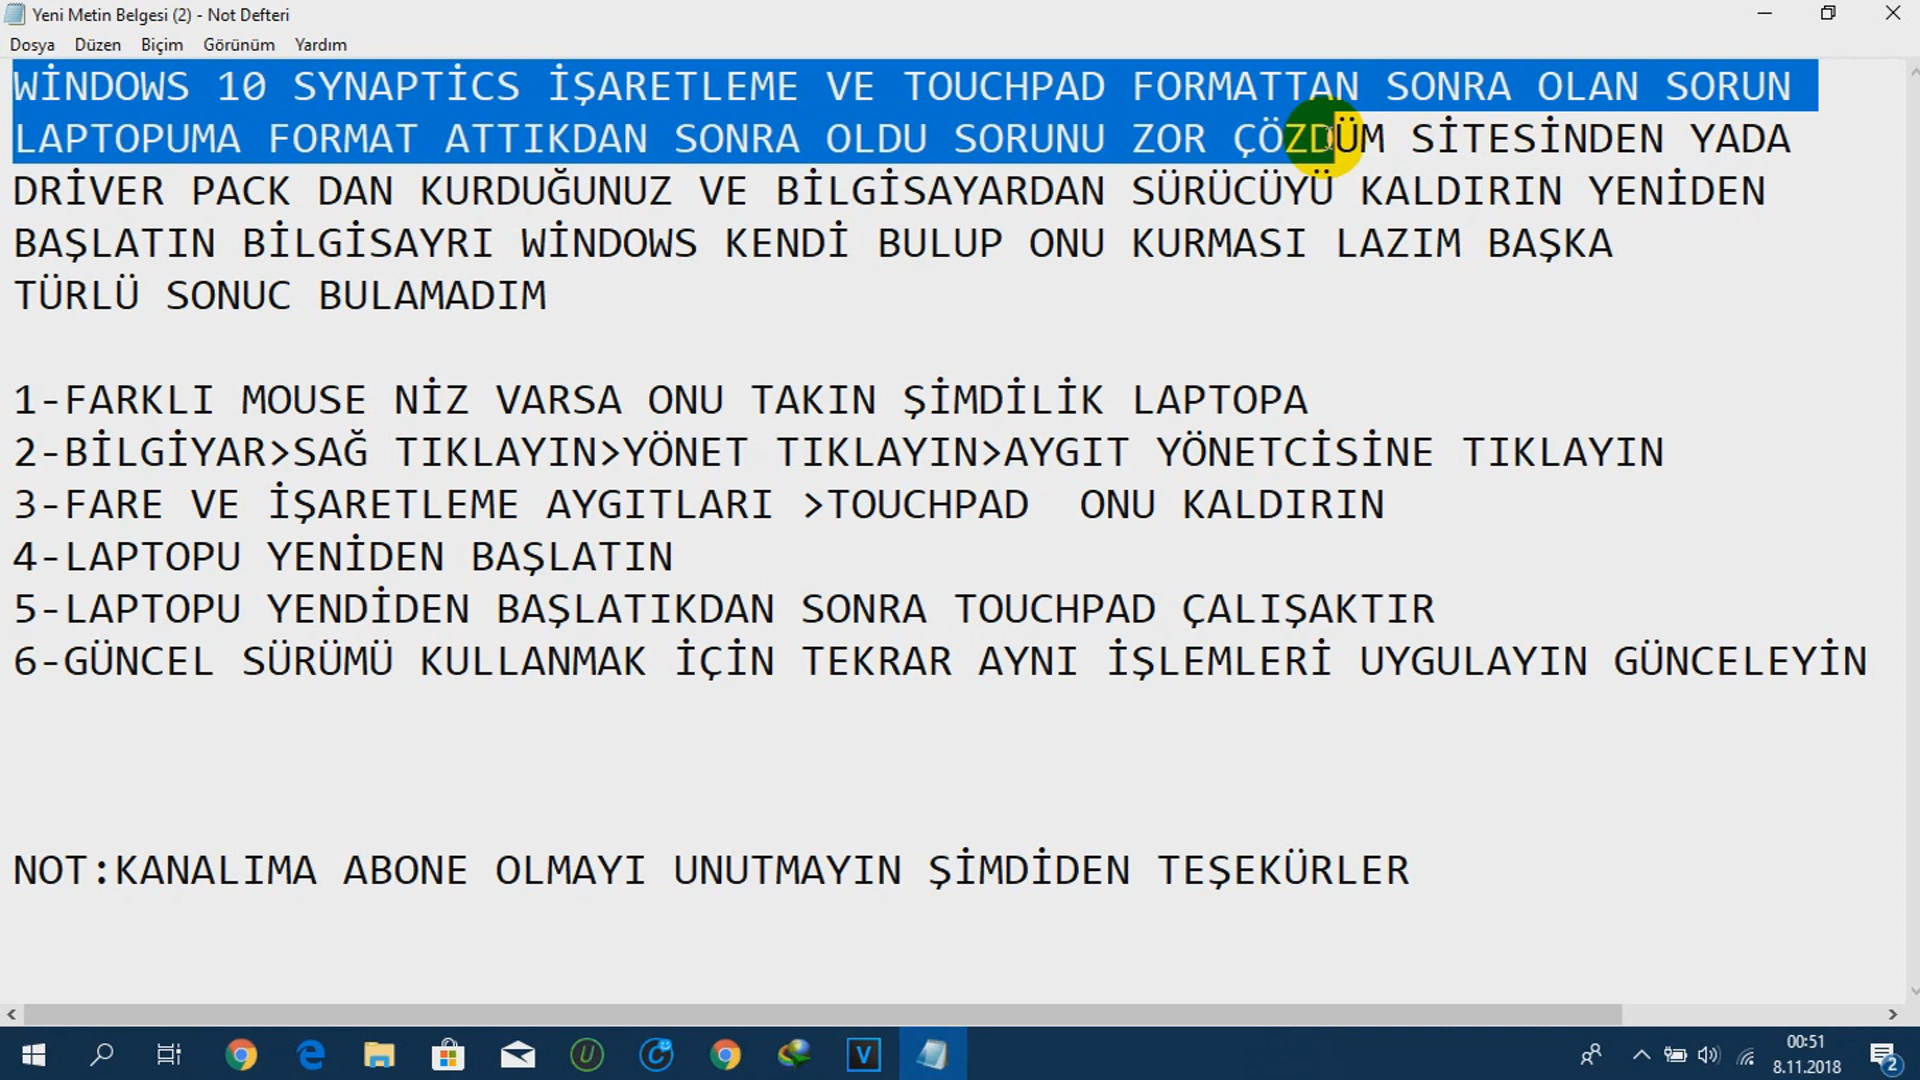 Yeni Metin Belgesi (2) - Not Defteri
Dosya Düzen Biçim Görünüm Yardım
WİNDOWS 10 SYNAPTİCS İŞARETLEME VE TOUCHPAD FORMATTAN SONRA OLAN SORUN
LAPTOPUMA FORMAT ATTIKDAN SONRA OLDU SORUNU ZOR ÇÖZDÜM SİTESİNDEN YADA
DRİVER PACK DAN KURDUĞUNUZ VE BİLGİSAYARDAN SÜRÜCÜYÜ KALDIRIN YENİDEN
BAŞLATIN BİLGİSAYRI WİNDOWS KENDİ BULUP ONU KURMASI LAZIM BAŞKA
TÜRLÜ SONUC BULAMADIM
1-FARKLI MOUSE NİZ VARSA ONU TAKIN ŞİMDİLİK LAPTOPA
2-BİLGİYAR>SAĞ TIKLAYIN>YÖNET TIKLAYIN>AYGIT YÖNETCİSİNE TIKLAYIN
3-FARE VE İŞARETLEME AYGITLARI >TOUCHPAD  ONU KALDIRIN
4-LAPTOPU YENİDEN BAŞLATIN
5-LAPTOPU YENDİDEN BAŞLATIKDAN SONRA TOUCHPAD ÇALIŞAKTIR
6-GÜNCEL SÜRÜMÜ KULLANMAK İÇİN TEKRAR AYNI İŞLEMLERİ UYGULAYIN GÜNCELEYİN
NOT:KANALIMA ABONE OLMAYI UNUTMAYIN ŞİMDİDEN TEŞEKÜRLER
00:51
8.11.2018
2